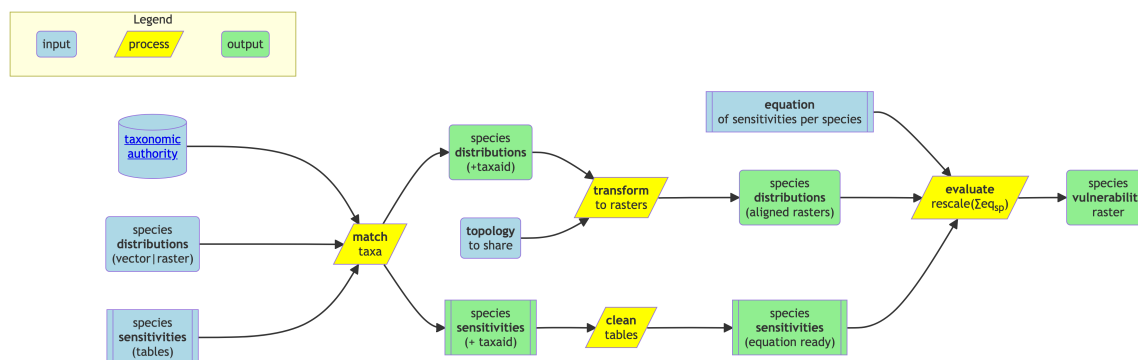 Legend
input
process
output
taxonomic
authority
species
distributions
(vector|raster)
species
sensitivities
(tables)
match
taxa
species
distributions
(+taxaid)
topology
to share
species
sensitivities
(+ taxaid)
transform
to rasters
clean
tables
equation
of sensitivities per species
species
distributions
(aligned rasters)
species
sensitivities
(equation ready)
evaluate
rescale(Σeqsp)
species
vulnerabilit
raster